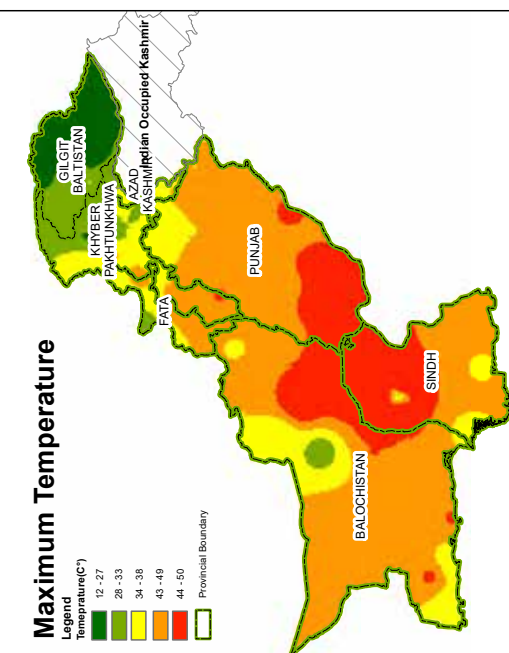 Maximum Temperature
Legend
Temeprature(C°)
12 - 27
28 - 33
34 - 38
43 - 49
44 - 50
Provincial Boundary
GILGIT
BALTISTAN
Indian Occupied Kashmir
KHYBER
PAKHTUNKHWA
AZAD
KASHMIR
FATA
PUNJAB
BALOCHISTAN
SINDH